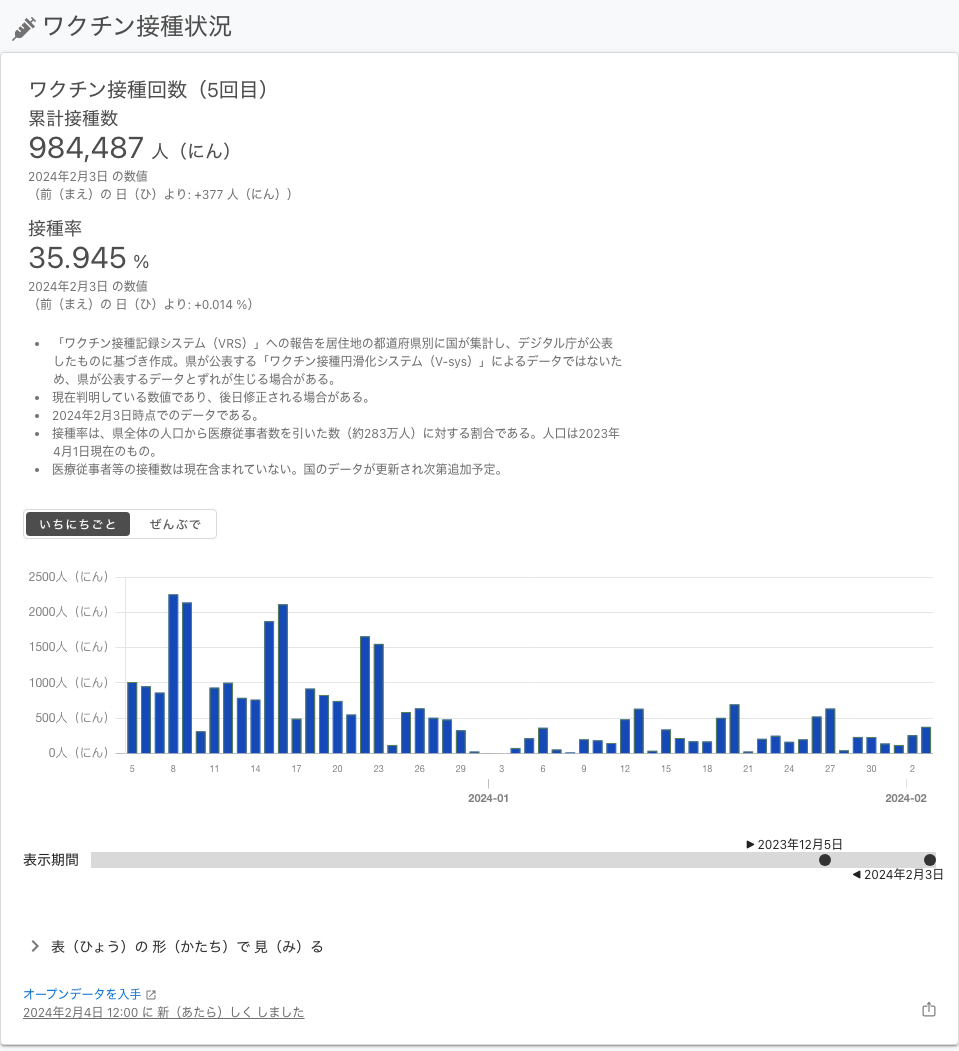 ワクチン接種状況
ワクチン接種回数（5回目）
累計接種数
984,487 人（にん）
2024年2月3日 の数値
（前（まえ）の 日（ひ）より: +377 人（にん））
接種率
35.945 %
2024年2月3日 の数値
（前（まえ）の 日（ひ）より: +0.014 %）
• 「ワクチン接種記録システム（VRS）」への報告を居住地の都道府県別に国が集計し、デジタル庁が公表
したものに基づき作成。県が公表する「ワクチン接種円滑化システム（V-sys）」によるデータではないた
め、県が公表するデータとずれが生じる場合がある。
• 現在判明している数値であり、後日修正される場合がある。
• 2024年2月3日時点でのデータである。
• 接種率は、県全体の人口から医療従事者数を引いた数（約283万人）に対する割合である。人口は2023年
4月1日現在のもの。
• 医療従事者等の接種数は現在含まれていない。国のデータが更新され次第追加予定。
いちにちごと ぜんぶで
2500人（にん）
2000人（にん）
1500人（にん）
1000人（にん）
500人（にん）
0人（にん）
5 8 11 14 17 20 23 26 29 3 6 9 12 15 18 21 24 27 30 2
2024-01 2024-02
▶ 2023年12月5日
表示期間
◀ 2024年2月3日
表（ひょう）の 形（かたち）で 見（み）る
オープンデータを入手
2024年2月4日 12:00 に 新（あたら）しく しました